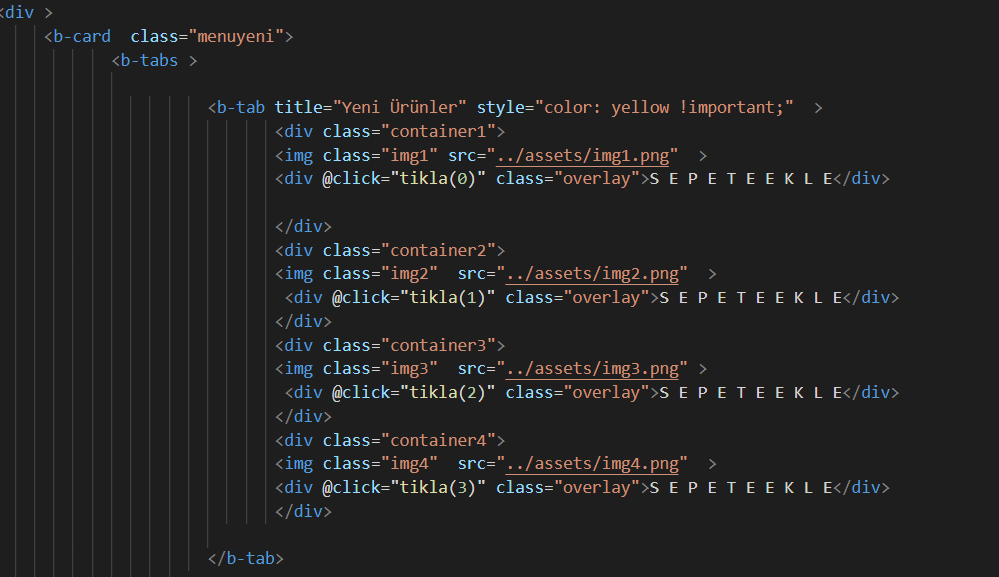 <div >
<b-card  class="menuyeni">
<b-tabs >
<b-tab title="Yeni Ürünler" style="color: yellow !important;"  >
<div class="container1">
<img class="img1" src="../assets/img1.png"  >
<div @click="tikla(0)" class="overlay">S E P E T E E K L E</div>
</div>
<div class="container2">
<img class="img2"  src="../assets/img2.png"  >
<div @click="tikla(1)" class="overlay">S E P E T E E K L E</div>
</div>
<div class="container3">
<img class="img3"  src="../assets/img3.png" >
<div @click="tikla(2)" class="overlay">S E P E T E E K L E</div>
</div>
<div class="container4">
<img class="img4"  src="../assets/img4.png"  >
<div @click="tikla(3)" class="overlay">S E P E T E E K L E</div>
</div>
</b-tab>